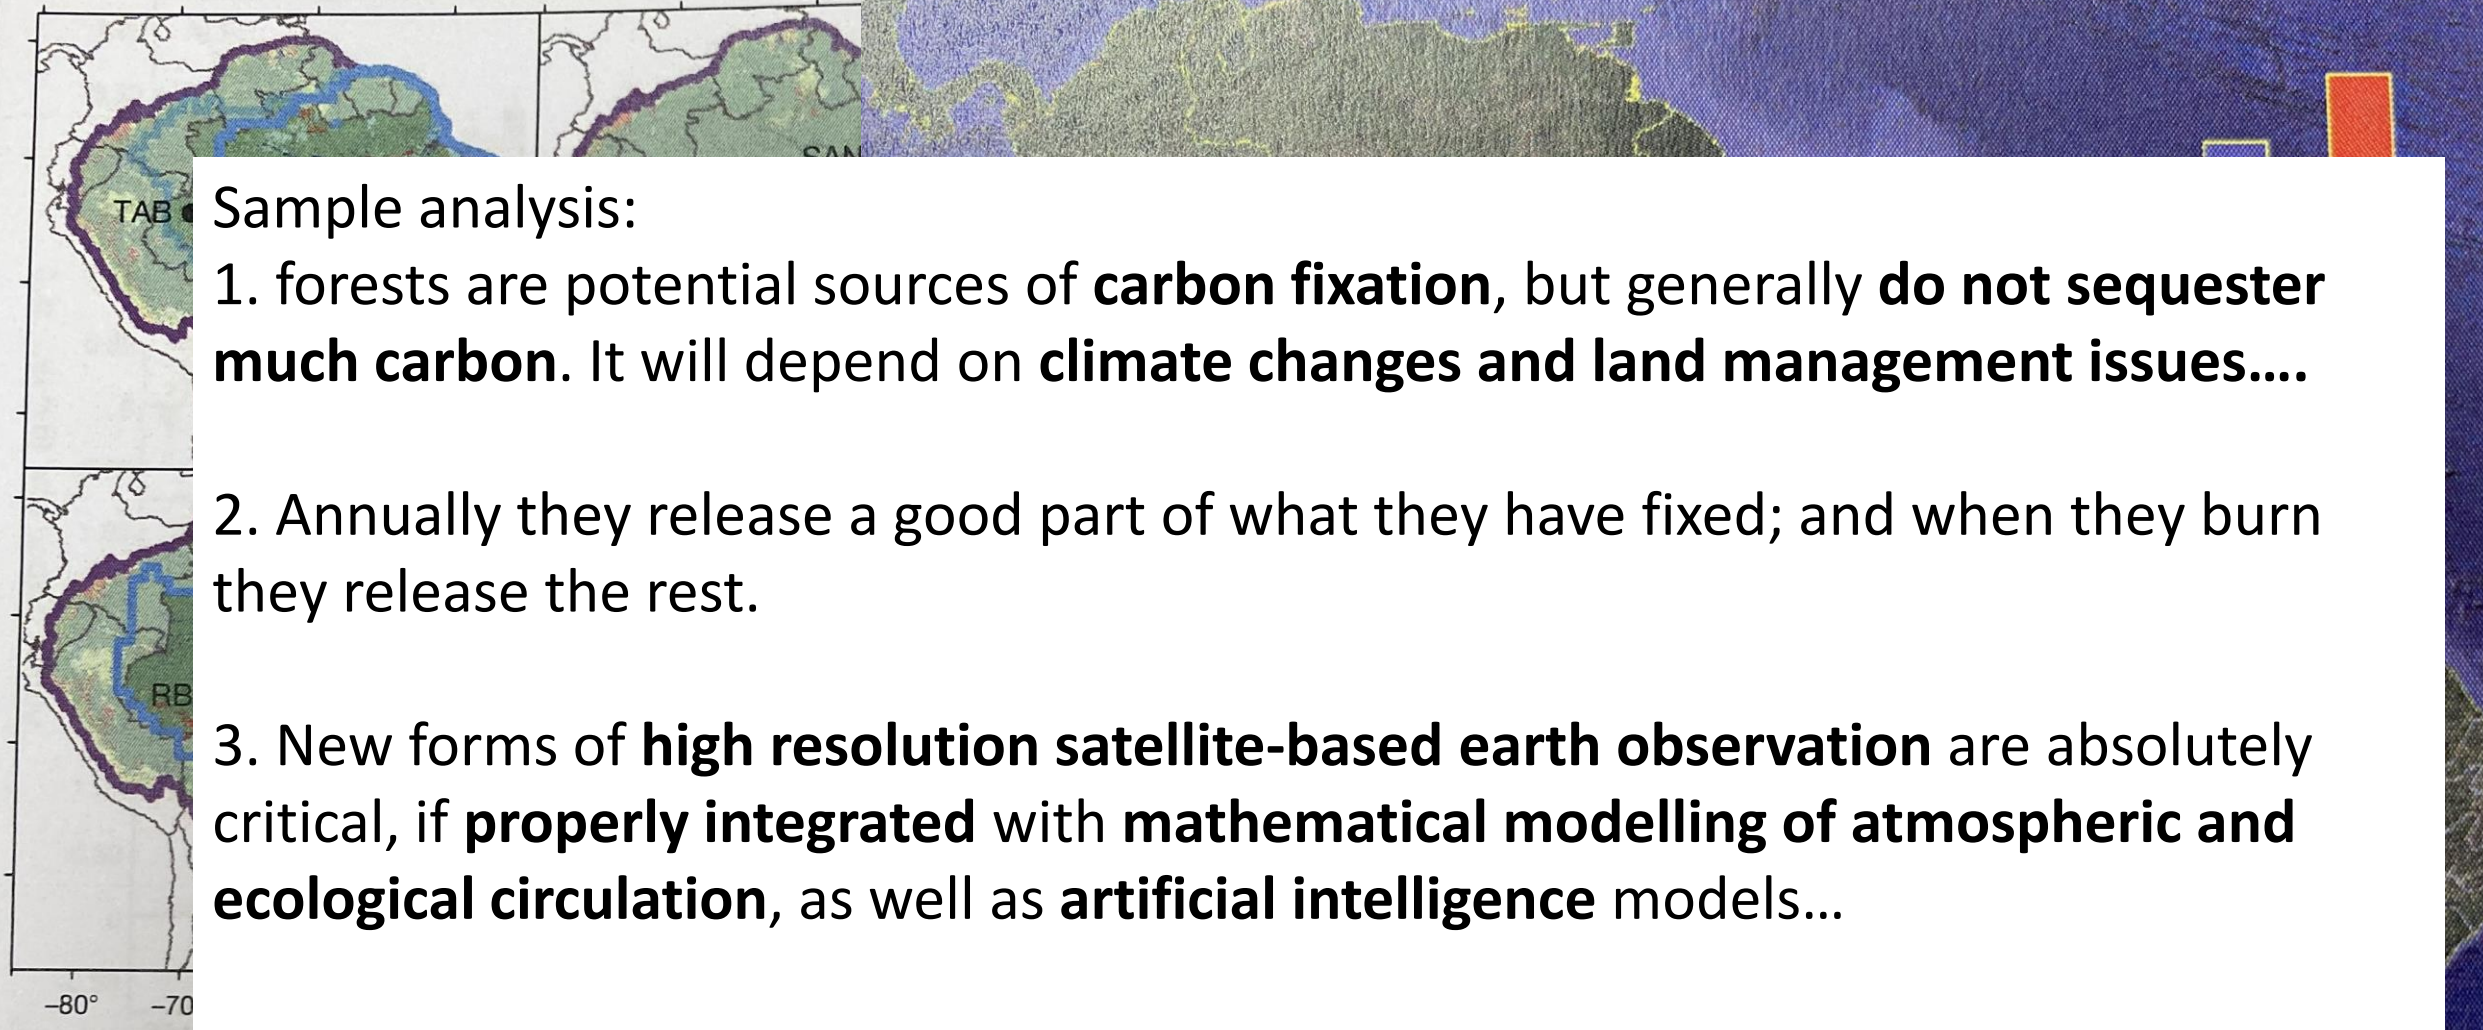 SAN
TAB
Sample analysis:
1. forests are potential sources of carbon fixation, but generally do not sequester
much carbon. It will depend on climate changes and land management issues….
2. Annually they release a good part of what they have fixed; and when they burn
they release the rest.
RB
3. New forms of high resolution satellite-based earth observation are absolutely
critical, if properly integrated with mathematical modelling of atmospheric and
ecological circulation, as well as artificial intelligence models…
–80° –70